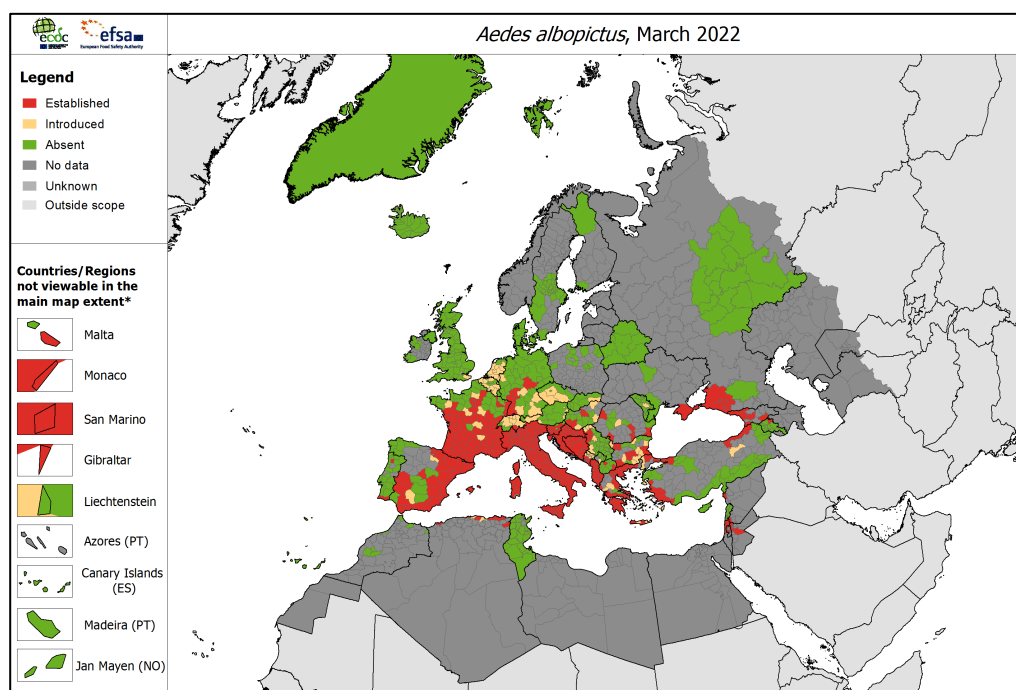 ecdc
efsa
European Food Safety Authority
Aedes albopictus, March 2022
Legend
Established
Introduced
Absent
No data
Unknown
Outside scope
Countries/Regions
not viewable in the
main map extent*
Malta
Monaco
San Marino
Gibraltar
Liechtenstein
Azores (PT)
Canary Islands
(ES)
Madeira (PT)
Jan Mayen (NO)